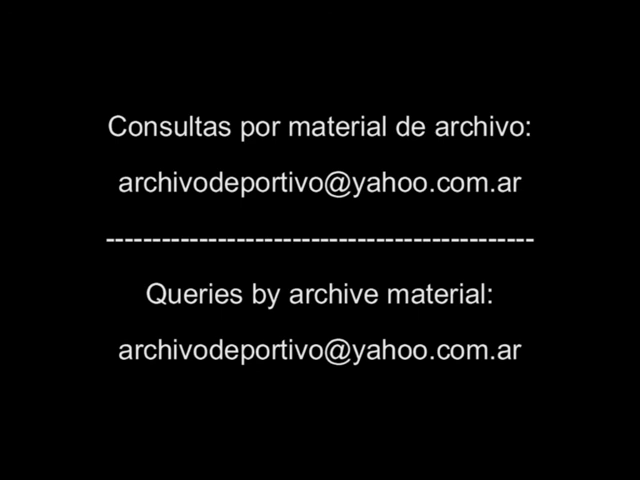 Consultas por material de archivo:
archivodeportivo@yahoo.com.ar
-----------------------------------------------
Queries by archive material:
archivodeportivo@yahoo.com.ar